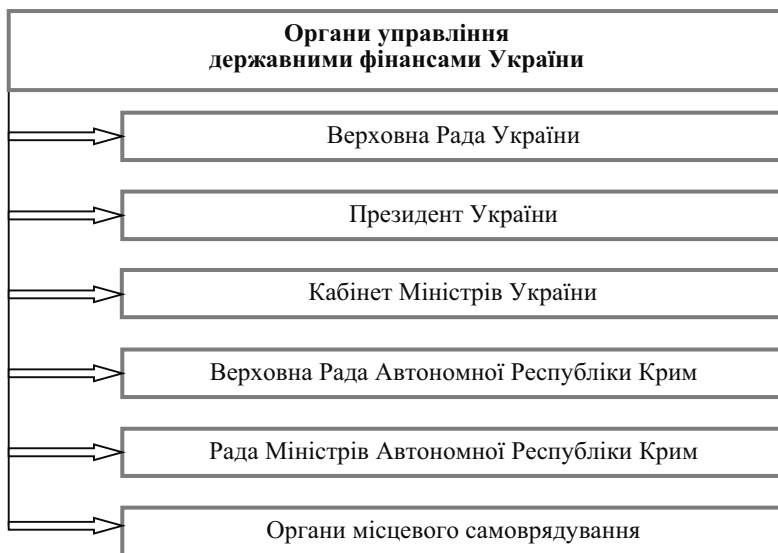 Органи управління
державними фінансами України
Верховна Рада України
Президент України
Кабінет Міністрів України
Верховна Рада Автономної Республіки Крим
Рада Міністрів Автономної Республіки Крим
Органи місцевого самоврядування